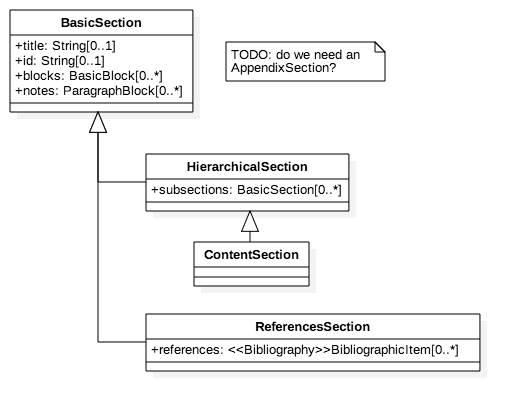 BasicSection
+title: String[0..1]
+id: String[0..1]
+blocks: BasicBlock[0..*]
+notes: ParagraphBlock[0..*]
TODO: do we need an
AppendixSection?
HierarchicalSection
+subsections: BasicSection[0..*]
ContentSection
ReferencesSection
+references: <<Bibliography>>BibliographicItem[0..*]